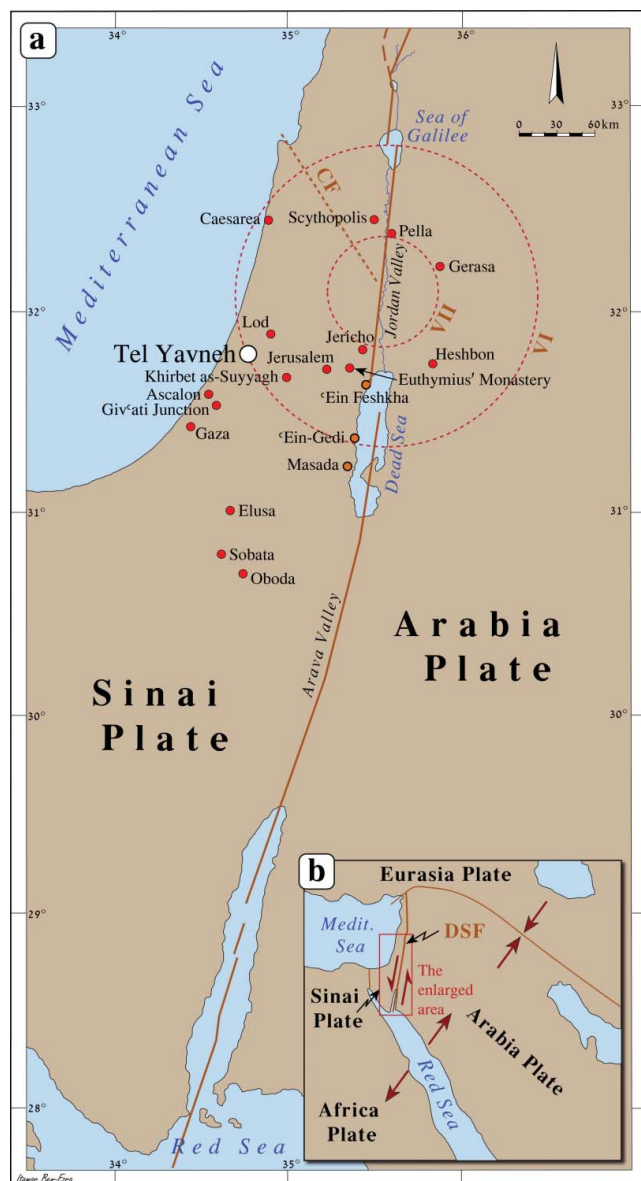 a
34°
35°
36°
33°
33°
Mediterranean Sea
Sea of
Galilee
0 30 60 km
CF
Caesarea
Scythopolis
Pella
Gerasa
Jordan Valley
VII
VI
32°
32°
Lod
Tel Yavneh
Jericho
Jerusalem
Heshbon
Khirbet as-Suyyagh
Euthymius' Monastery
Ascalon
ʿEin Feshkha
Givʿati Junction
Gaza
ʿEin-Gedi
Masada
Dead Sea
31°
31°
Elusa
Sobata
Oboda
Arava Valley
Arabia
Plate
Sinai
Plate
30°
30°
29°
28°
Red Sea
34°
35°
b
Eurasia Plate
Medit.
Sea
DSF
The
enlarged
area
Sinai
Plate
Arabia Plate
Red Sea
Africa
Plate